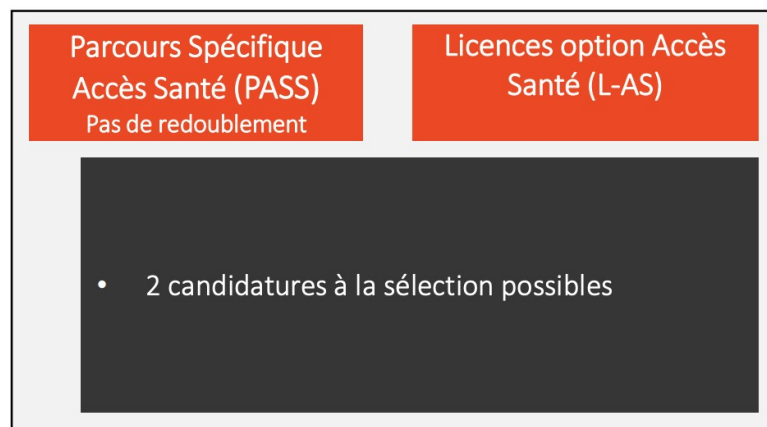 Parcours Spécifique
Accès Santé (PASS)
Pas de redoublement
Licences option Accès
Santé (L-AS)
• 2 candidatures à la sélection possibles